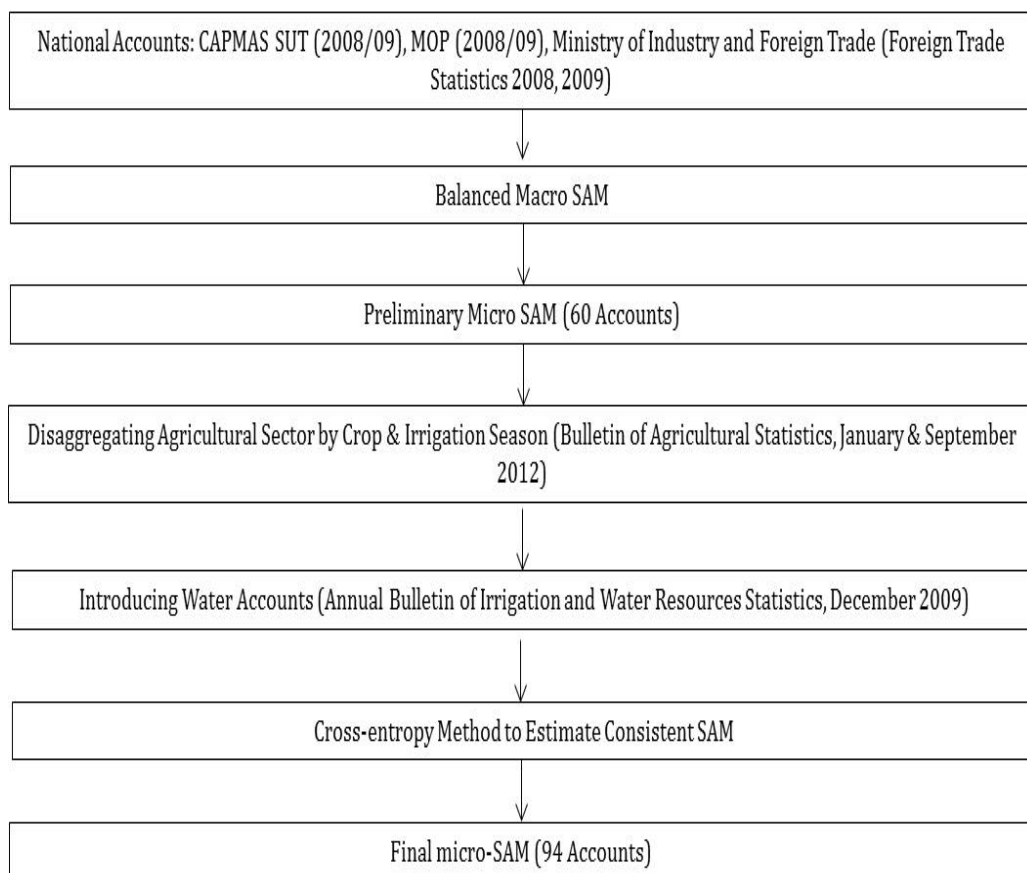 National Accounts: CAPMAS SUT (2008/09), MOP (2008/09), Ministry of Industry and Foreign Trade (Foreign Trade
Statistics 2008, 2009)
Balanced Macro SAM
Preliminary Micro SAM (60 Accounts)
Disaggregating Agricultural Sector by Crop & Irrigation Season (Bulletin of Agricultural Statistics, January & September
2012)
Introducing Water Accounts (Annual Bulletin of Irrigation and Water Resources Statistics, December 2009)
Cross-entropy Method to Estimate Consistent SAM
Final micro-SAM (94 Accounts)